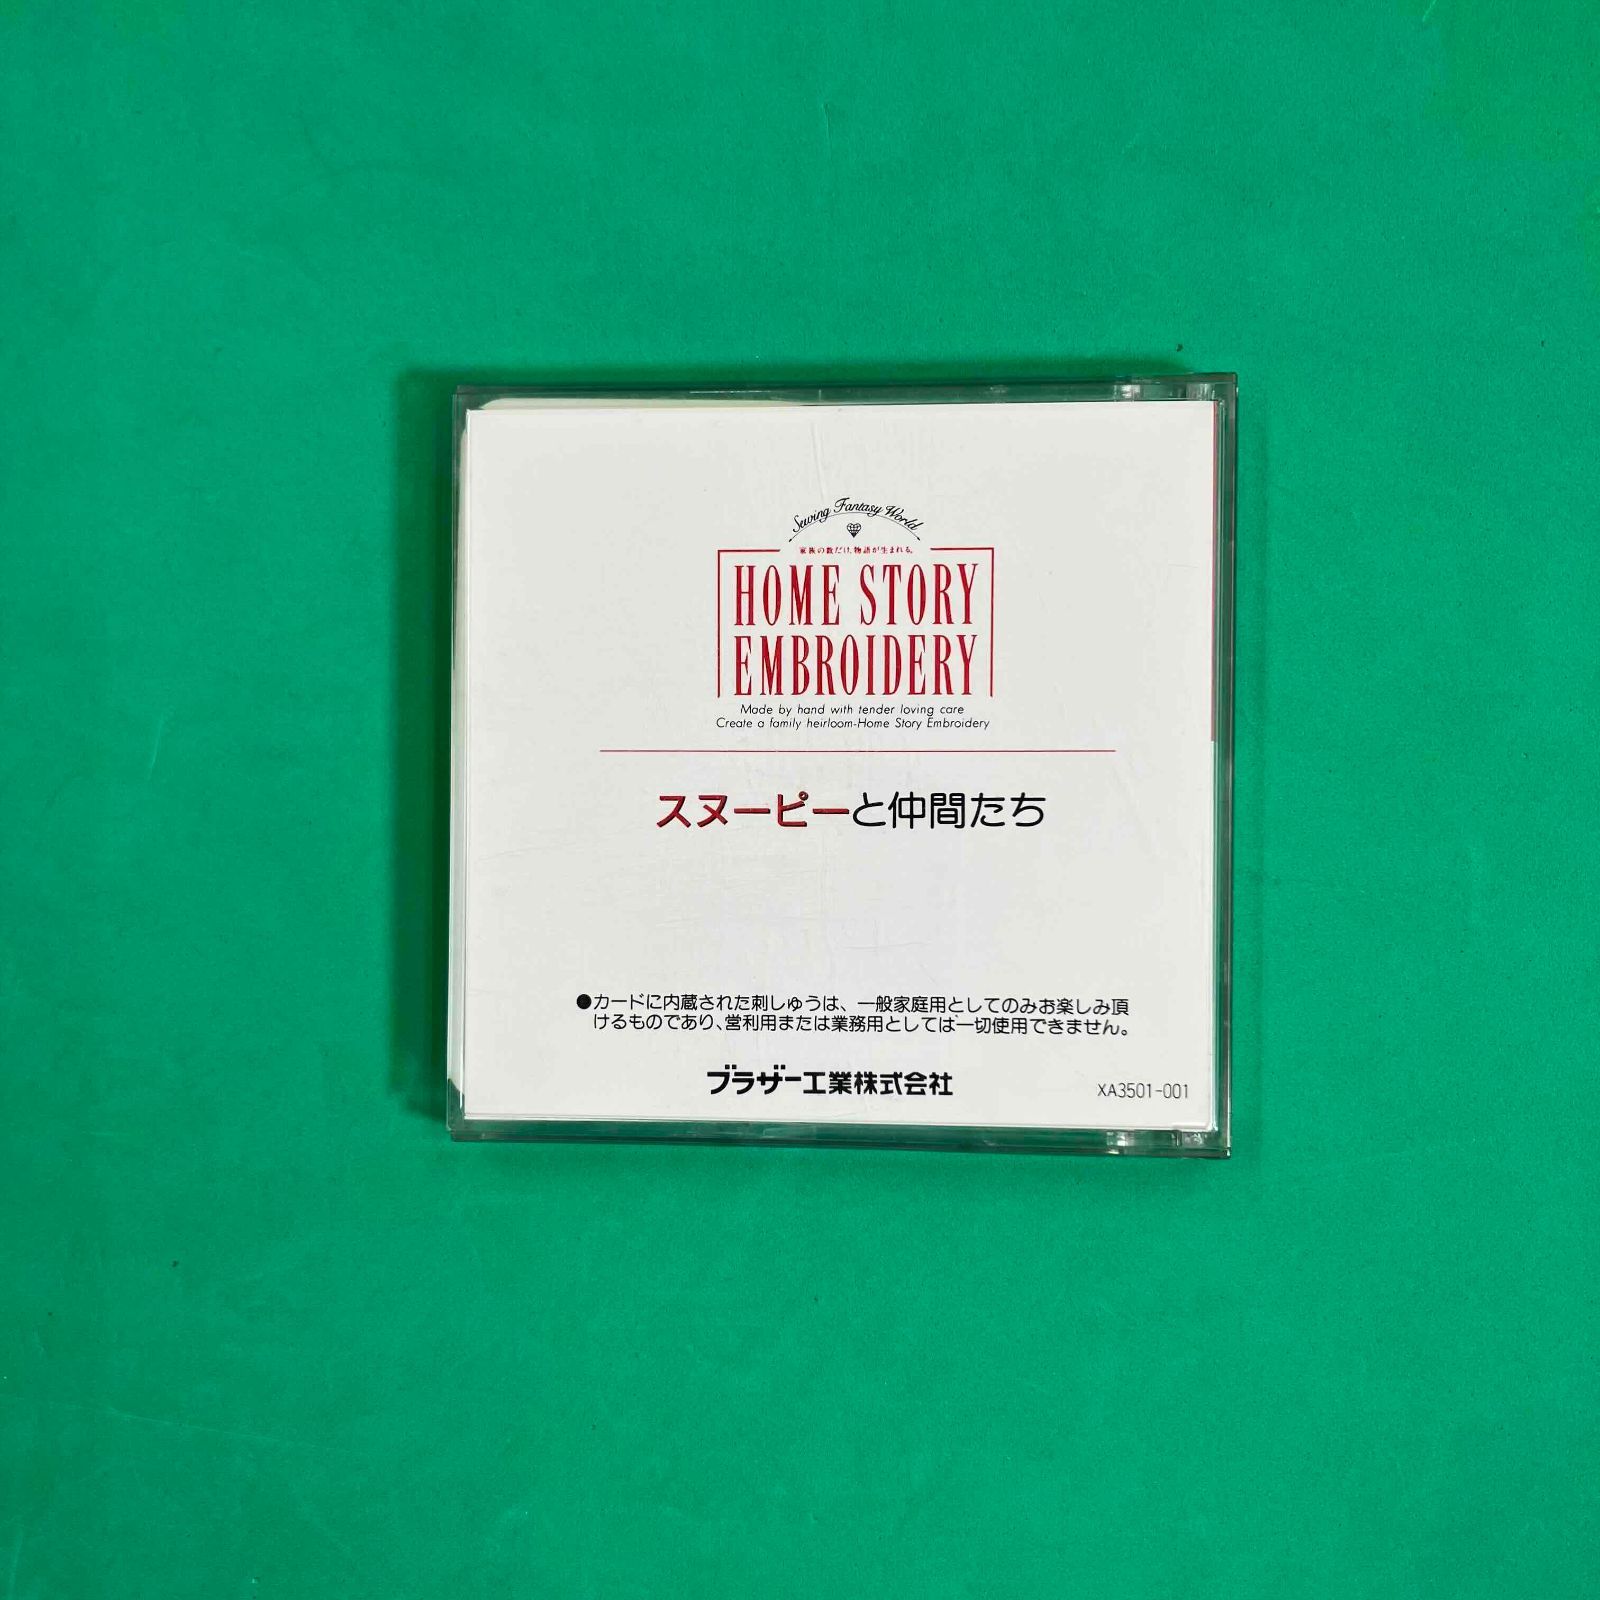 Sewing Fantasy World
家族の数だけ、物語が生まれる。
HOME STORY
EMBROIDERY
Made by hand with tender loving care
Create a family heirloom-Home Story Embroidery
スヌーピーと仲間たち
●カードに内蔵された刺しゅうは、一般家庭用としてのみお楽しみ頂
けるものであり、営利用または業務用としては一切使用できません。
ブラザー工業株式会社
XA3501-001